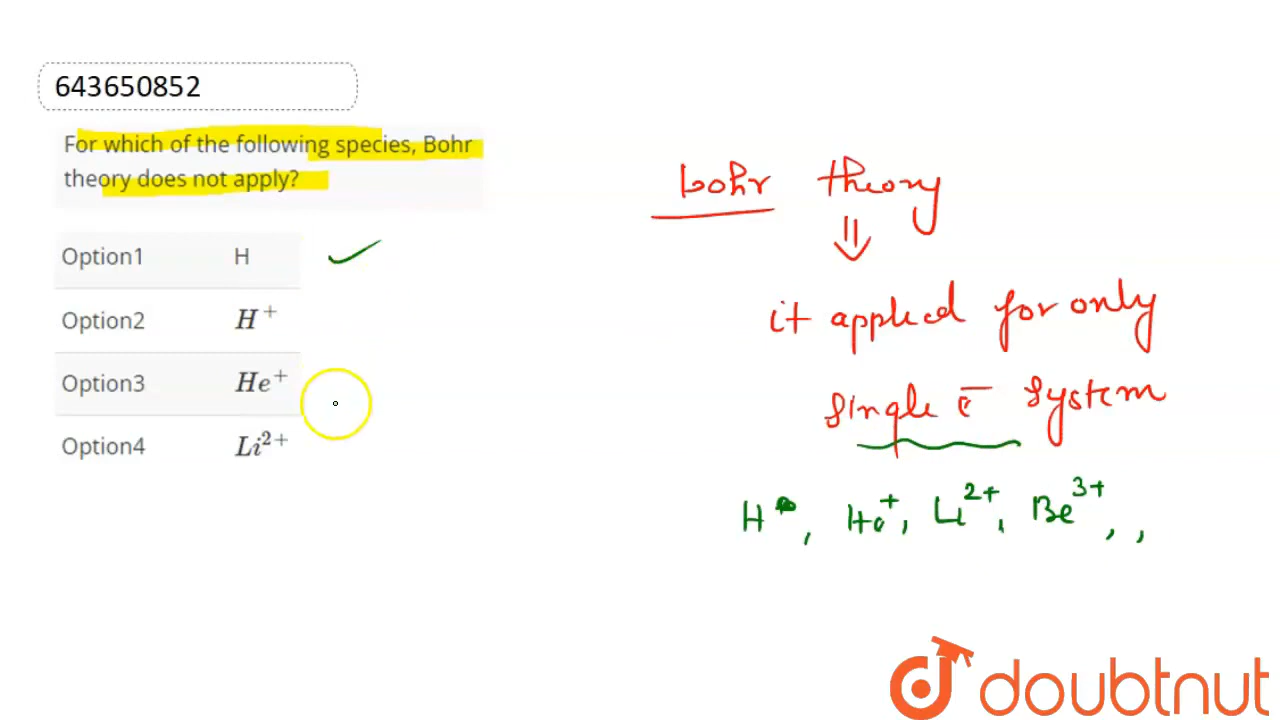 643650852
For which of the following species, Bohr
theory does not apply?
Option1 H
Option2 H⁺
Option3 He⁺
Option4 Li²⁺
bohr theory
⇓
it applied for only
single e⁻ system
H , He⁺, Li²⁺, Be³⁺, ,
doubtnut